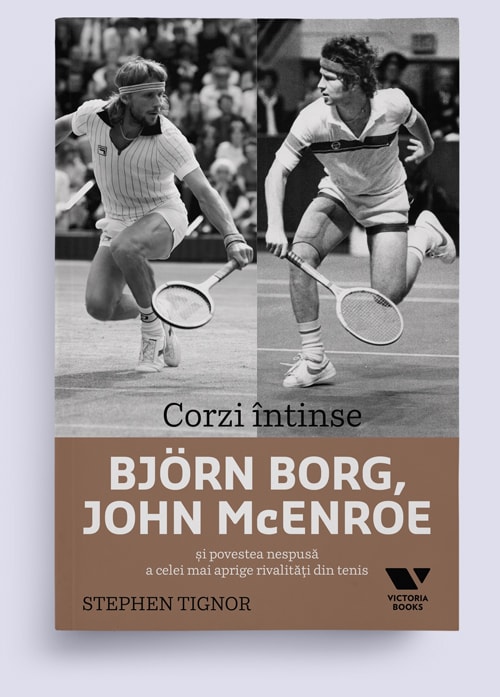 Corzi întinse
BJÖRN BORG,
JOHN McENROE
și povestea nespusă
a celei mai aprige rivalități din tenis
STEPHEN TIGNOR
VICTORIA
BOOKS